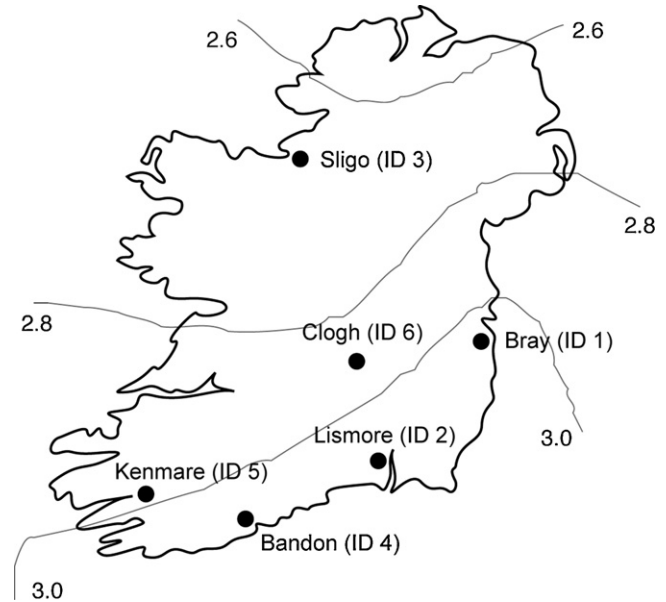 2.6
2.6
Sligo (ID 3)
2.8
2.8
Clogh (ID 6)
Bray (ID 1)
Lismore (ID 2)
3.0
Kenmare (ID 5)
Bandon (ID 4)
3.0